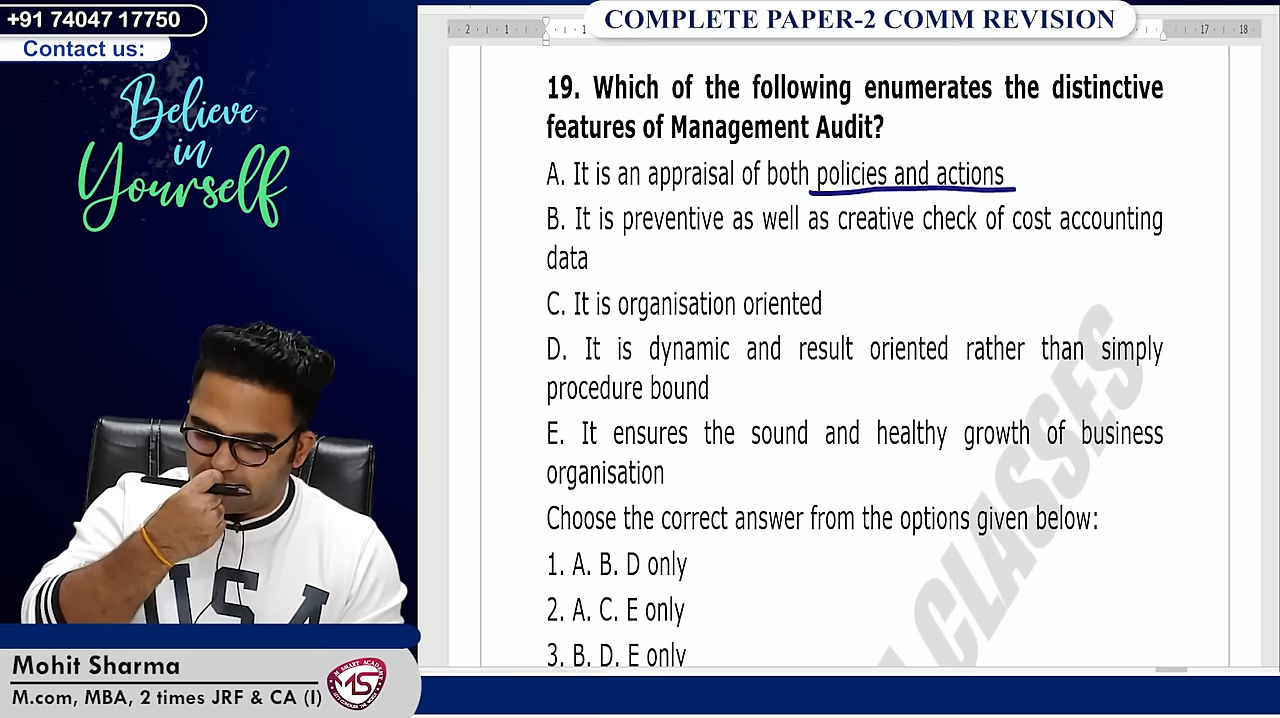 +91 74047 17750
Contact us:
Believe
in
Yourself
COMPLETE PAPER-2 COMM REVISION
2 1 1 17 18
19. Which of the following enumerates the distinctive
features of Management Audit?
A. It is an appraisal of both policies and actions
B. It is preventive as well as creative check of cost accounting
data
C. It is organisation oriented
D. It is dynamic and result oriented rather than simply
procedure bound
E. It ensures the sound and healthy growth of business
organisation
Choose the correct answer from the options given below:
1. A. B. D only
2. A. C. E only
3. B. D. E only
CLASSES
USA
Mohit Sharma
M.com, MBA, 2 times JRF & CA (I)
MS